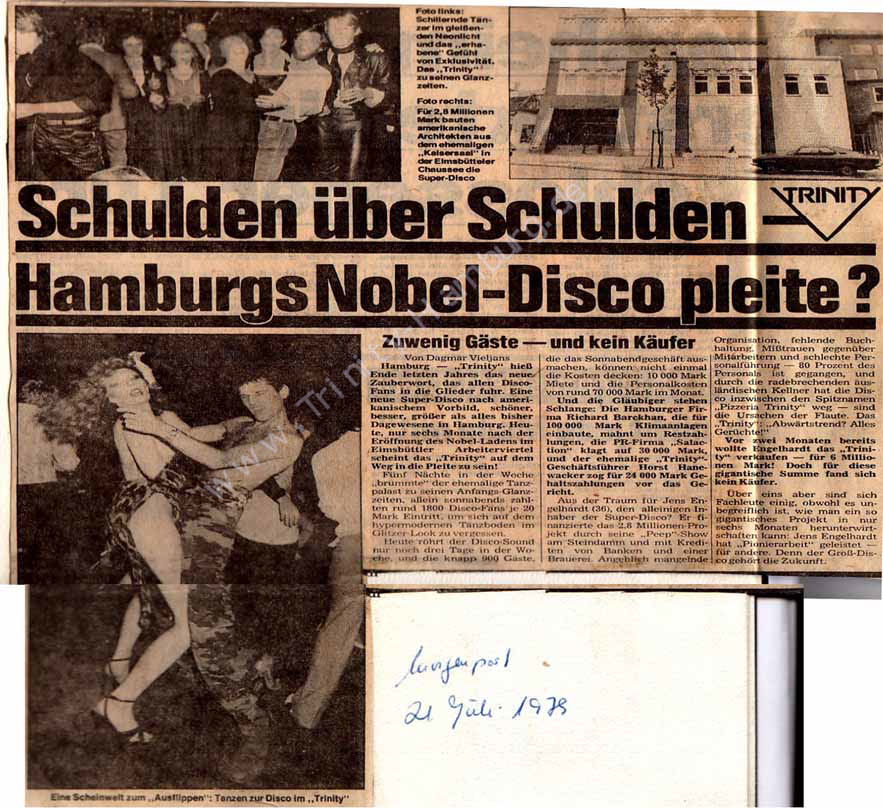 Foto links:
Schillernde Tän-
zer im gleißen-
den Neonlicht
und das „erha-
bene" Gefühl
von Exklusivität.
Das „Trinity"
zu seinen Glanz-
zeiten.
Foto rechts:
Für 2,8 Millionen
Mark bauten
amerikanische
Architekten aus
dem ehemaligen
„Kaisersaal" in
der Eimsbütteler
Chaussee die
Super-Disco
Schulden über Schulden
TRINITY
Hamburgs Nobel-Disco pleite?
Zuwenig Gäste — und kein Käufer
Von Dagmar Vieljans
Hamburg — „Trinity" hieß
Ende letzten Jahres das neue
Zauberwort, das allen Disco-
Fans in die Glieder fuhr. Eine
neue Super-Disco nach ameri-
kanischem Vorbild, schöner,
besser, größer als alles bisher
Dagewesene in Hamburg. Heu-
te, nur sechs Monate nach der
Eröffnung des Nobel-Ladens im
Eimsbüttler Arbeiterviertel
scheint das „Trinity" auf dem
Weg in die Pleite zu sein!
Fünf Nächte in der Woche
„brummte" der ehemalige Tanz-
palast zu seinen Anfangs-Glanz-
zeiten, allein sonnabends zahl-
ten rund 1800 Disco-Fans je 20
Mark Eintritt, um sich auf dem
hypermodernen Tanzboden im
Glitzer-Look zu vergessen.
Heute röhrt der Disco-Sound
nur noch drei Tage in der Wo-
che, und die knapp 900 Gäste,
die das Sonnabendgeschäft aus-
machen, können nicht einmal
die Kosten decken: 10 000 Mark
Miete und die Personalkosten
von rund 70 000 Mark im Monat.
Und die Gläubiger stehen
Schlange: Die Hamburger Fir-
ma Richard Barokhan, die für
100 000 Mark Klimaanlagen
einbaute, mahnt um Restzah-
lungen, die PR-Firma „Salac-
tion" klagt auf 30 000 Mark,
und der ehemalige „Trinity"-
Geschäftsführer Horst Hane-
wacker zog für 24 000 Mark Ge-
haltszahlungen vor das Ge-
richt.
Aus der Traum für Jens En-
gelhardt (36), den alleinigen In-
haber der Super-Disco? Er fi-
nanzierte das 2,8 Millionen-Pro-
jekt durch seine „Peep"-Show
am Steindamm und mit Kredi-
ten von Banken und einer
Brauerei. Angeblich mangelnde
Organisation, fehlende Buch-
haltung, Mißtrauen gegenüber
Mitarbeitern und schlechte Per-
sonalführung — 80 Prozent des
Personals ist gegangen, und
durch die radebrechenden aus-
ländischen Kellner hat die Dis-
co inzwischen den Spitznamen
„Pizzeria Trinity" weg — sind
die Ursachen der Flaute. Das
„Trinity": „Abwärtstrend? Alles
Gerüchte!"
Vor zwei Monaten bereits
wollte Engelhardt das „Trini-
ty" verkaufen — für 6 Millio-
nen Mark! Doch für diese
gigantische Summe fand sich
kein Käufer.
Über eins aber sind sich
Fachleute einig, obwohl es un-
begreiflich ist, wie man ein so
gigantisches Projekt in nur
sechs Monaten herunterwirt-
schaften kann: Jens Engelhardt
hat „Pionierarbeit" geleistet —
für andere. Denn der Groß-Dis-
co gehört die Zukunft.
Eine Scheinwelt zum „Ausflippen": Tanzen zur Disco im „Trinity"
Morgenpost
21 Juli 1979
www.Trinity-Hamburg.de